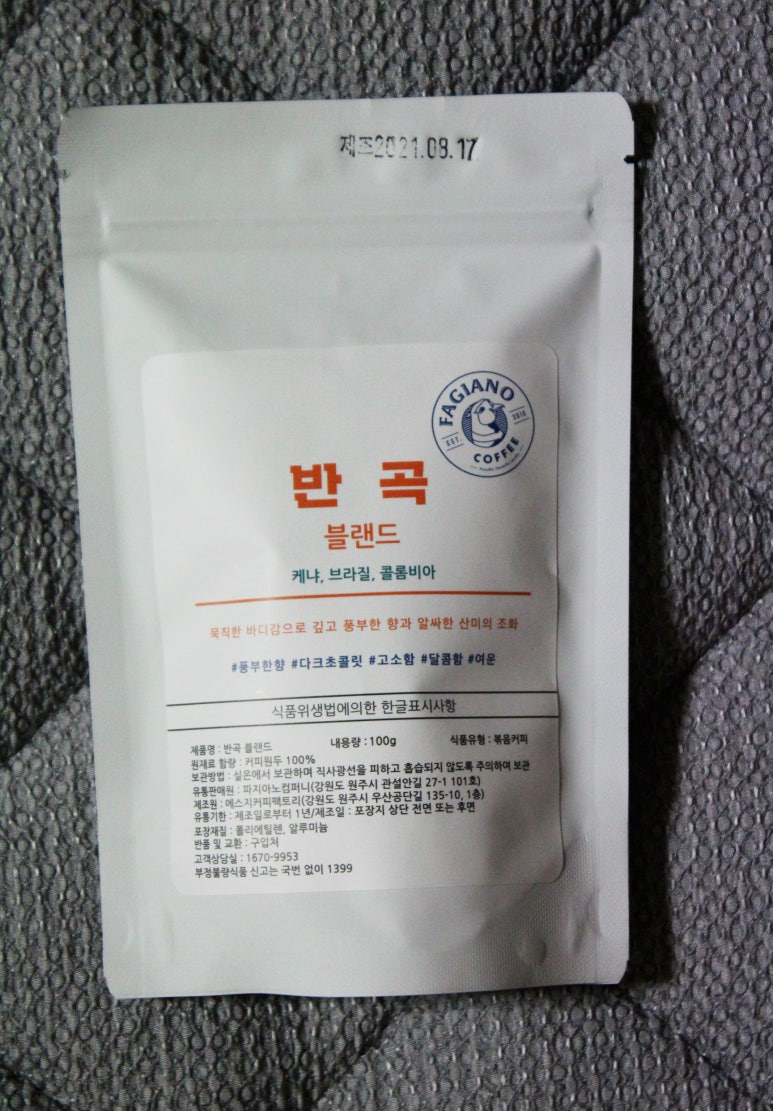 제조2021.08.17
FAGIANO
EST. 2016
COFFEE
반 곡
블랜드
케냐, 브라질, 콜롬비아
묵직한 바디감으로 깊고 풍부한 향과 알싸한 산미의 조화
#풍부한향 #다크초콜릿 #고소함 #달콤함 #여운
식품위생법에의한 한글표시사항
제품명 : 반곡 블랜드 내용량 : 100g 식품유형 : 볶음커피
원재료 함량 : 커피원두 100%
보관방법 : 실온에서 보관하며 직사광선을 피하고 흡습되지 않도록 주의하여 보관
유통판매원 : 파지아노컴퍼니(강원도 원주시 관설안길 27-1 101호)
제조원 : 에스지커피팩토리(강원도 원주시 우산공단길 135-10, 1층)
유통기한 : 제조일로부터 1년/제조일 : 포장지 상단 전면 또는 후면
포장재질 : 폴리에틸렌, 알루미늄
반품 및 교환 : 구입처
고객상담실 : 1670-9953
부정불량식품 신고는 국번 없이 1399